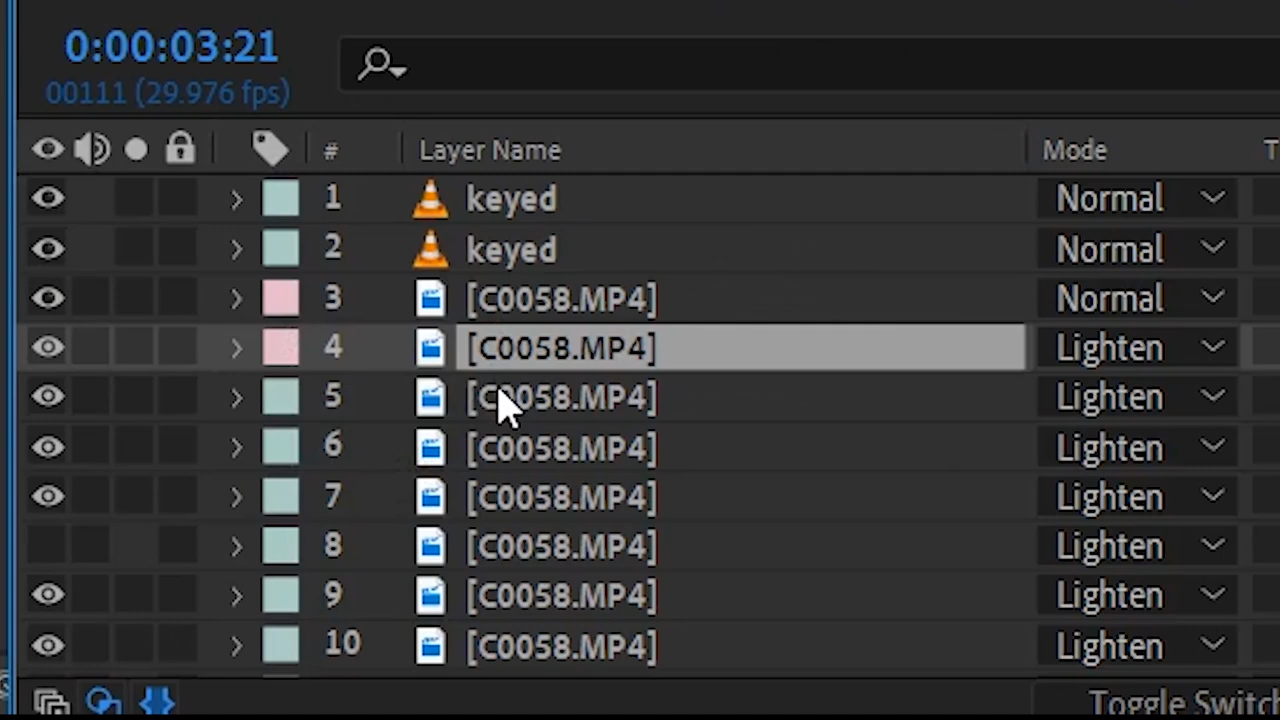 0:00:03:21
00111 (29.976 fps)
# Layer Name Mode T
1 keyed Normal
2 keyed Normal
3 [C0058.MP4] Normal
4 [C0058.MP4] Lighten
5 [C0058.MP4] Lighten
6 [C0058.MP4] Lighten
7 [C0058.MP4] Lighten
8 [C0058.MP4] Lighten
9 [C0058.MP4] Lighten
10 [C0058.MP4] Lighten
Toggle Switch